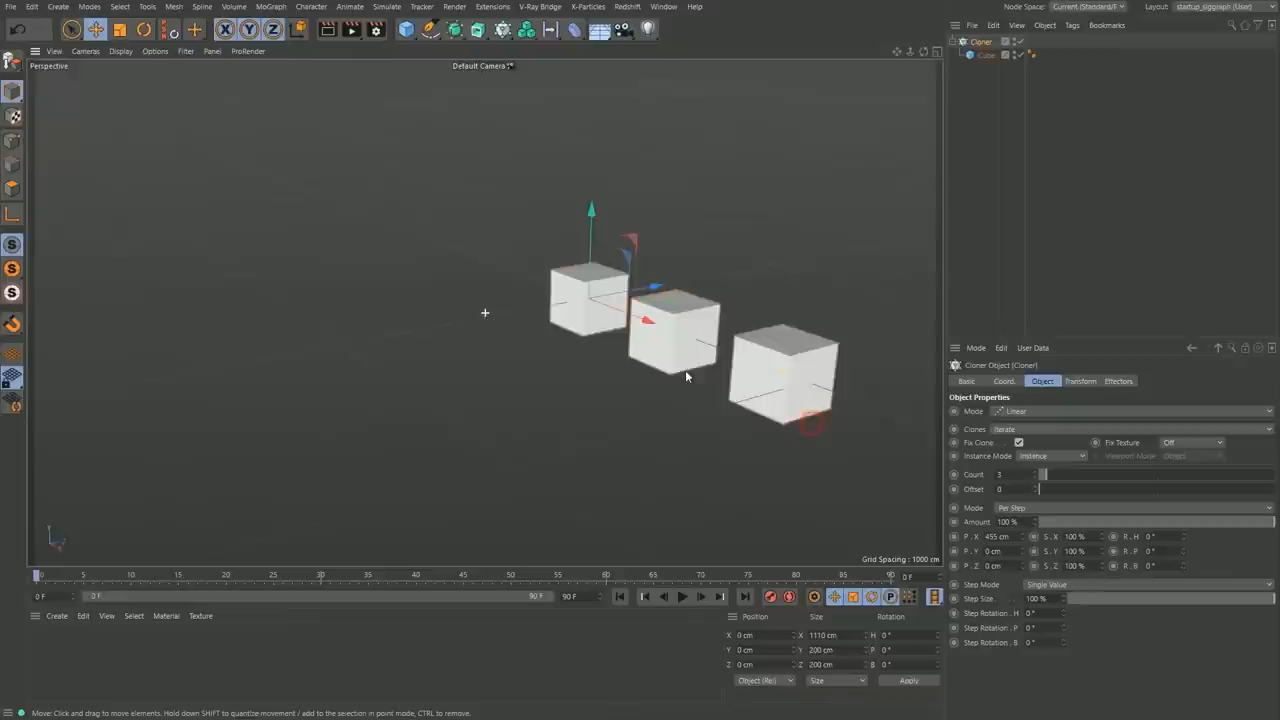 File Edit Create Modes Select Tools Spline Volume MoGraph Character Animate Simulate Tracker Render Extensions V-Ray Bridge X-Particles Redshift Window Help Node Space: Current (Standard/F Layout: startup_siggraph (User)
File Edit View Object Tags Bookmarks
X Y Z
Cloner
Cube
View Cameras Display Options Filter Panel ProRender
Perspective
Default Camera
S
S
S
Mode Edit User Data
Cloner Object [Cloner]
Basic Coord. Object Transform Effectors
Object Properties
Mode Linear
Clones Iterate
Fix Clone Fix Texture Off
Instance Mode Instance Viewport Mode Object
Count 3
Offset 0
Mode Per Step
Amount 100 %
P . X 455 cm S . X 100 % R . H 0 °
P . Y 0 cm S . Y 100 % R . P 0 °
P . Z 0 cm S . Z 100 % R . B 0 °
Step Mode Single Value
Step Size 100 %
Step Rotation . H 0 °
Step Rotation . P 0 °
Step Rotation . B 0 °
Grid Spacing : 1000 cm
0 5 10 15 20 25 30 35 40 45 50 55 60 65 70 75 80 85 90 0 F
0 F 0 F 90 F 90 F P
Create Edit View Select Material Texture
Position Size Rotation
X 0 cm X 1110 cm H 0 °
Y 0 cm Y 200 cm P 0 °
Z 0 cm Z 200 cm B 0 °
Object (Rel) Size Apply
Move: Click and drag to move elements. Hold down SHIFT to quantize movement / add to the selection in point mode, CTRL to remove.